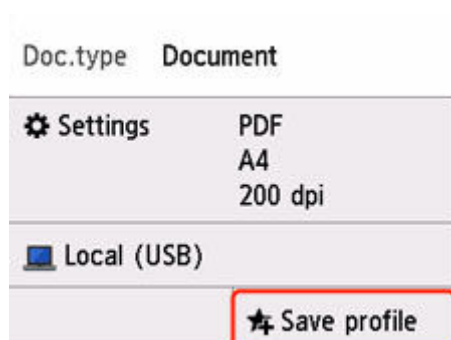 Doc.type Document
Settings PDF
A4
200 dpi
Local (USB)
Save profile